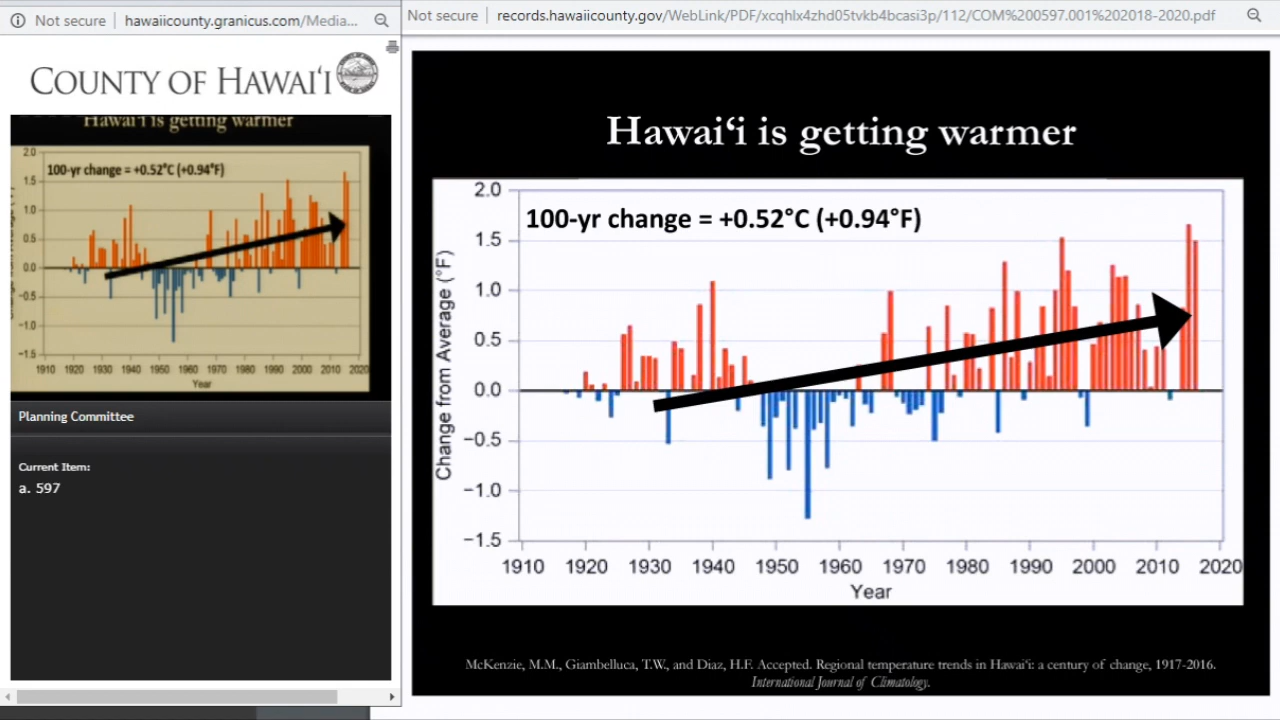 Not secure | hawaiicounty.granicus.com/Media...
COUNTY OF HAWAIʻI
Hawaiʻi is getting warmer
2.0
100-yr change = +0.52°C (+0.94°F)
1.5
1.0
0.5
0.0
−0.5
−1.0
−1.5
1910 1920 1930 1940 1950 1960 1970 1980 1990 2000 2010 2020
Year
Planning Committee
Current Item:
a. 597
Not secure | records.hawaiicounty.gov/WebLink/PDF/xcqhlx4zhd05tvkb4bcasi3p/112/COM%200597.001%202018-2020.pdf
Hawaiʻi is getting warmer
2.0
100-yr change = +0.52°C (+0.94°F)
1.5
1.0
0.5
0.0
−0.5
−1.0
−1.5
Change from Average (°F)
1910 1920 1930 1940 1950 1960 1970 1980 1990 2000 2010 2020
Year
McKenzie, M.M., Giambelluca, T.W., and Diaz, H.F. Accepted. Regional temperature trends in Hawaiʻi: a century of change, 1917-2016.
International Journal of Climatology.